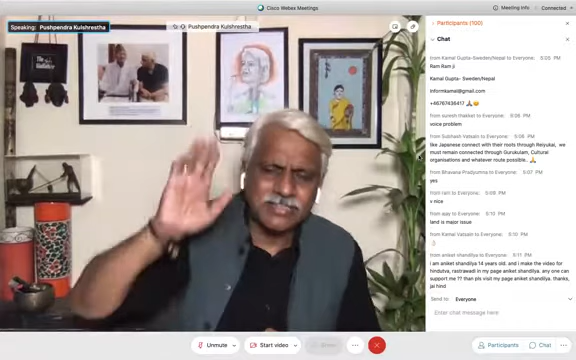 Cisco Webex Meetings
Meeting Info
Connected
Speaking: Pushpendra Kulshrestha
Pushpendra Kulshrestha
Participants (100)
Chat
from Kamal Gupta- Sweden/Nepal to Everyone: 5:05 PM
Ram Ram ji
Kamal Gupta- Sweden/Nepal
informkamal@gmail.com
+46767436417 🙏😊
from suresh thakker to Everyone: 5:06 PM
voice problem
from Subhash Vatsain to Everyone: 5:06 PM
like Japsnese connect with their roots through Reiyukai, we
must remain connected through Gurukulam, Cultural
organisations and whatever route possible.. 🙏
from Bhavana Pradyumna to Everyone: 5:07 PM
yes
from ram to Everyone: 5:09 PM
v nice
from ajay to Everyone: 5:10 PM
land is major issue
from Kamal Vatsain to Everyone: 5:10 PM
from aniket shandilya to Everyone: 5:11 PM
i am aniket shandilya 14 years old. and i make the video for
hindutva, rastrawadi in my page aniket shandilya. any one can
support me ?? than pls visit my page aniket shandilya. thanks,
jai hind
Send to: Everyone
Enter chat message here
Unmute
Start video
Share
Participants
Chat